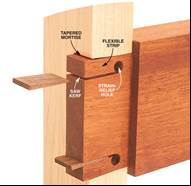 TAPERED
MORTISE
FLEXIBLE
STRIP
SAW
KERF
STRAIN-
RELIEF
HOLE